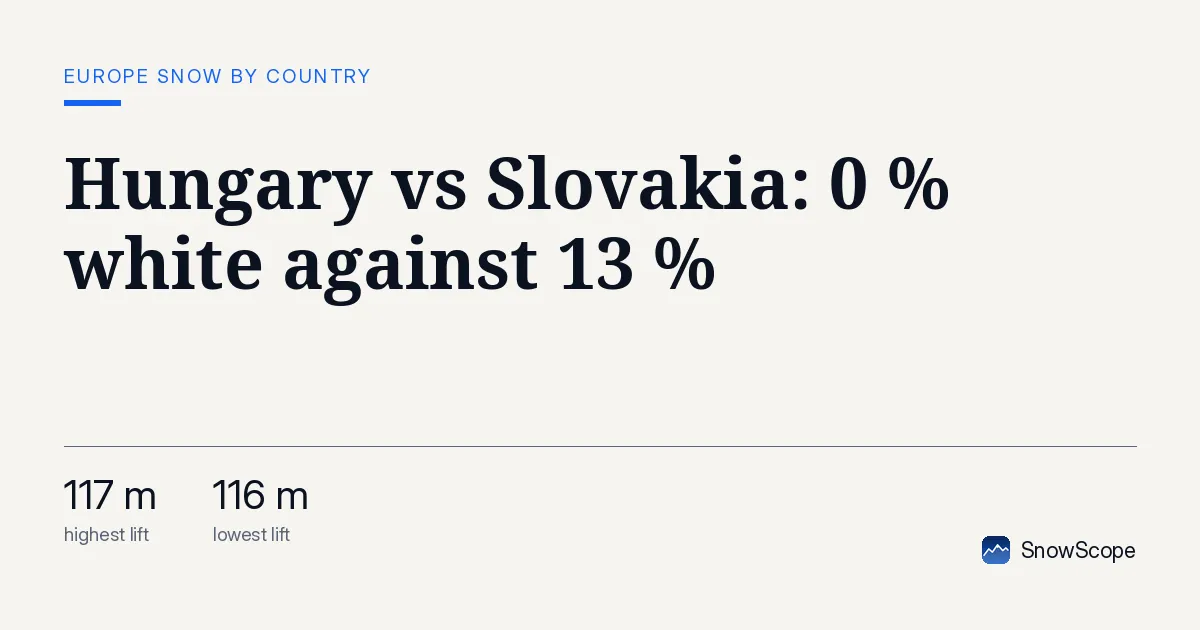 EUROPE SNOW BY COUNTRY
Hungary vs Slovakia: 0 %
white against 13 %
117 m
highest lift
116 m
lowest lift
SnowScope